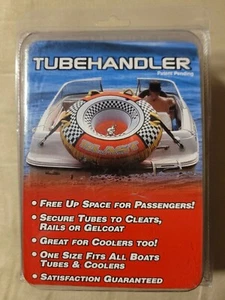 TUBEHANDLER
Patent Pending
• FREE UP SPACE FOR PASSENGERS!
• SECURE TUBES TO CLEATS,
RAILS OR GELCOAT
• GREAT FOR COOLERS TOO!
• ONE SIZE FITS ALL BOATS
TUBES & COOLERS
• SATISFACTION GUARANTEED